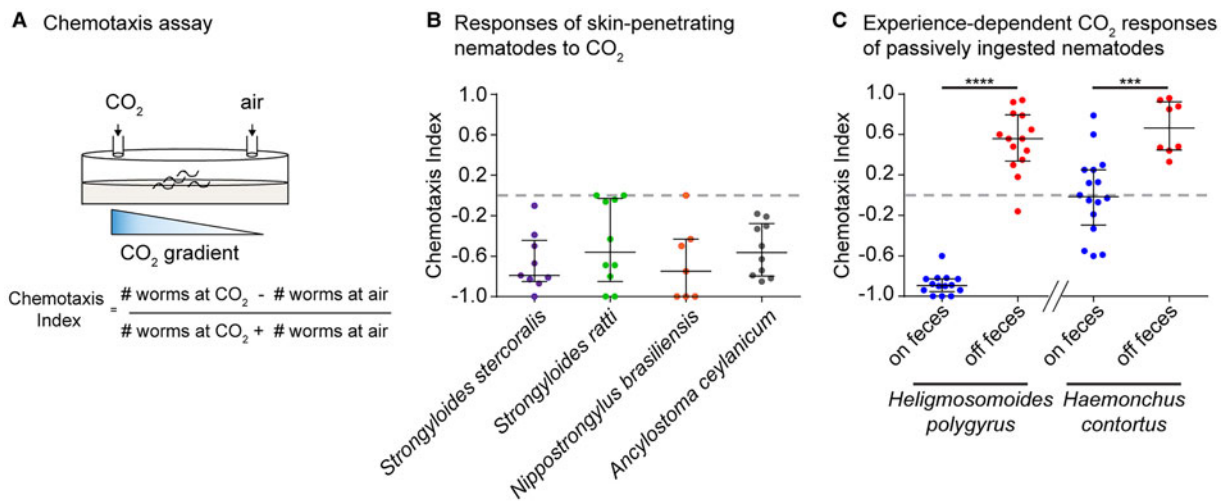 A Chemotaxis assay
CO₂
air
CO₂ gradient
Chemotaxis Index = # worms at CO₂ - # worms at air
# worms at CO₂ + # worms at air
B Responses of skin-penetrating
nematodes to CO₂
Chemotaxis Index
1.0
0.6
0.2
-0.2
-0.6
-1.0
Strongyloides stercoralis
Strongyloides ratti
Nippostrongylus brasiliensis
Ancylostoma ceylanicum
C Experience-dependent CO₂ responses
of passively ingested nematodes
**** ***
Chemotaxis Index
1.0
0.6
0.2
-0.2
-0.6
-1.0
on feces
off feces
on feces
off feces
Heligmosomoides
polygyrus
Haemonchus
contortus